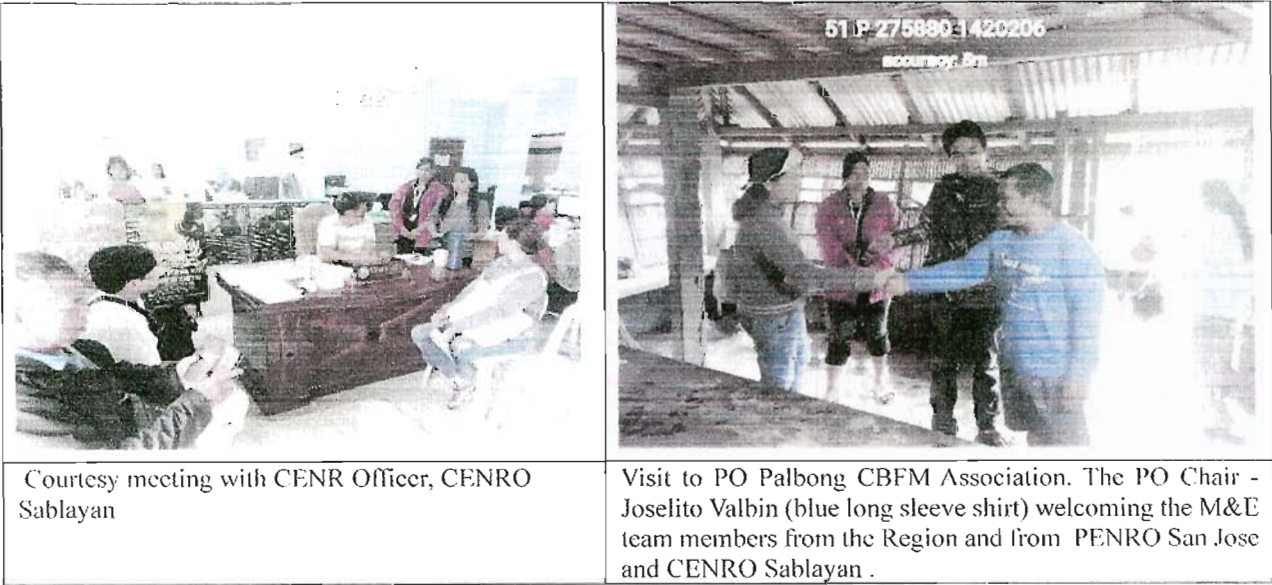 51 P 275880 1420206
accuracy: 5m
Courtesy meeting with CENR Officer, CENRO
Sablayan
Visit to PO Palbong CBFM Association. The PO Chair -
Joselito Valbin (blue long sleeve shirt) welcoming the M&E
team members from the Region and from PENRO San Jose
and CENRO Sablayan .